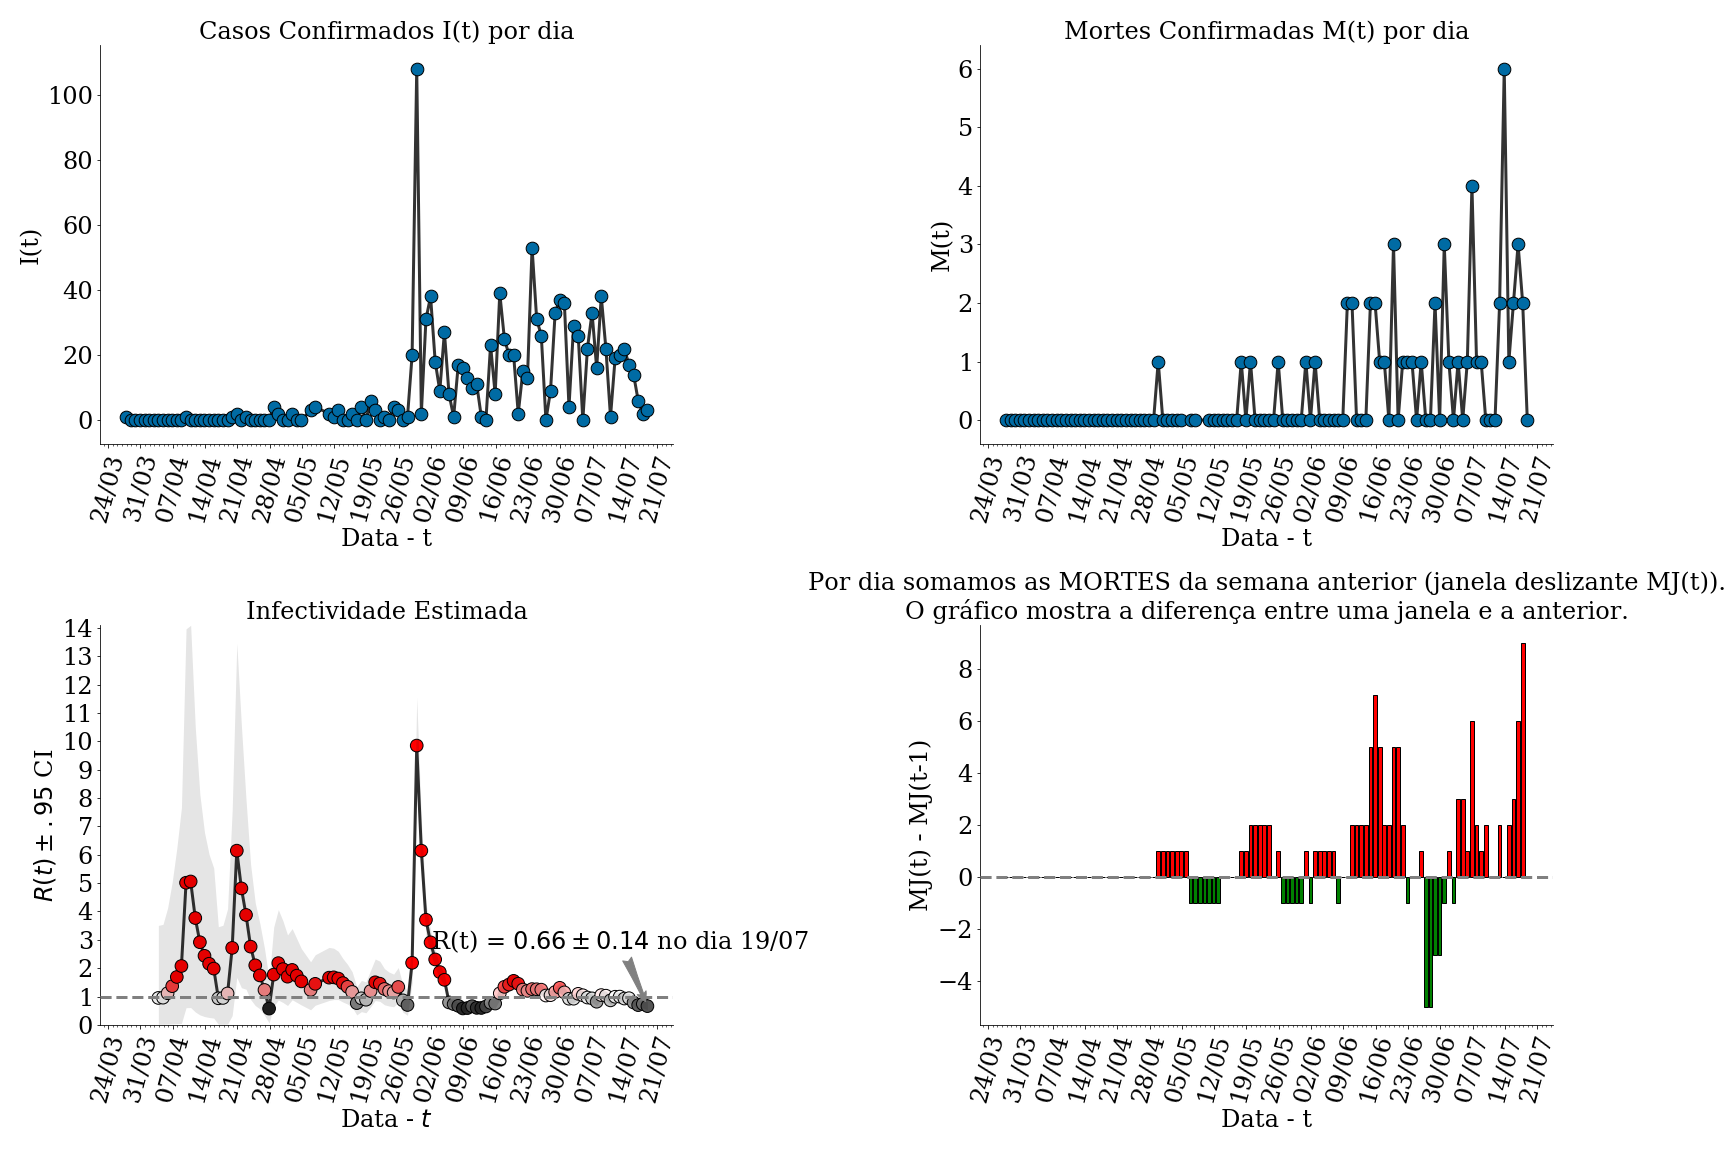 Casos Confirmados I(t) por dia
I(t)
100
80
60
40
20
0
24/03 31/03 07/04 14/04 21/04 28/04 05/05 12/05 19/05 26/05 02/06 09/06 16/06 23/06 30/06 07/07 14/07 21/07
Data - t
Mortes Confirmadas M(t) por dia
M(t)
6
5
4
3
2
1
0
24/03 31/03 07/04 14/04 21/04 28/04 05/05 12/05 19/05 26/05 02/06 09/06 16/06 23/06 30/06 07/07 14/07 21/07
Data - t
Infectividade Estimada
R(t) ± .95 CI
14
13
12
11
10
9
8
7
6
5
4
3
2
1
0
R(t) = 0.66 ± 0.14 no dia 19/07
24/03 31/03 07/04 14/04 21/04 28/04 05/05 12/05 19/05 26/05 02/06 09/06 16/06 23/06 30/06 07/07 14/07 21/07
Data - t
Por dia somamos as MORTES da semana anterior (janela deslizante MJ(t)).
O gráfico mostra a diferença entre uma janela e a anterior.
MJ(t) - MJ(t-1)
8
6
4
2
0
−2
−4
24/03 31/03 07/04 14/04 21/04 28/04 05/05 12/05 19/05 26/05 02/06 09/06 16/06 23/06 30/06 07/07 14/07 21/07
Data - t